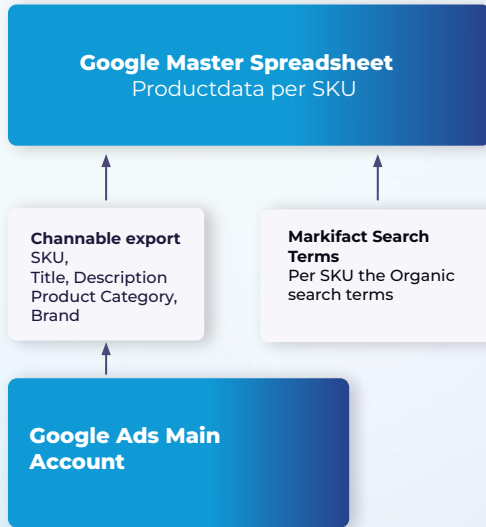 Google Master Spreadsheet
Productdata per SKU
Channable export
SKU,
Title, Description
Product Category,
Brand
Markifact Search
Terms
Per SKU the Organic
search terms
Google Ads Main
Account